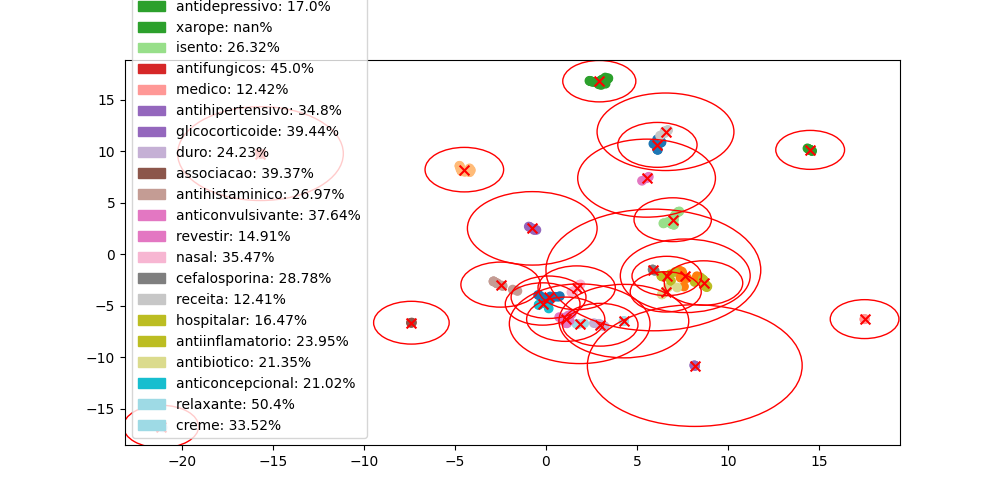 antidepressivo: 17.0%
xarope: nan%
isento: 26.32%
antifungicos: 45.0%
medico: 12.42%
antihipertensivo: 34.8%
glicocorticoide: 39.44%
duro: 24.23%
associacao: 39.37%
antihistaminico: 26.97%
anticonvulsivante: 37.64%
revestir: 14.91%
nasal: 35.47%
cefalosporina: 28.78%
receita: 12.41%
hospitalar: 16.47%
antiinflamatorio: 23.95%
antibiotico: 21.35%
anticoncepcional: 21.02%
relaxante: 50.4%
creme: 33.52%
15
10
5
0
−5
−10
−15
−20 −15 −10 −5 0 5 10 15